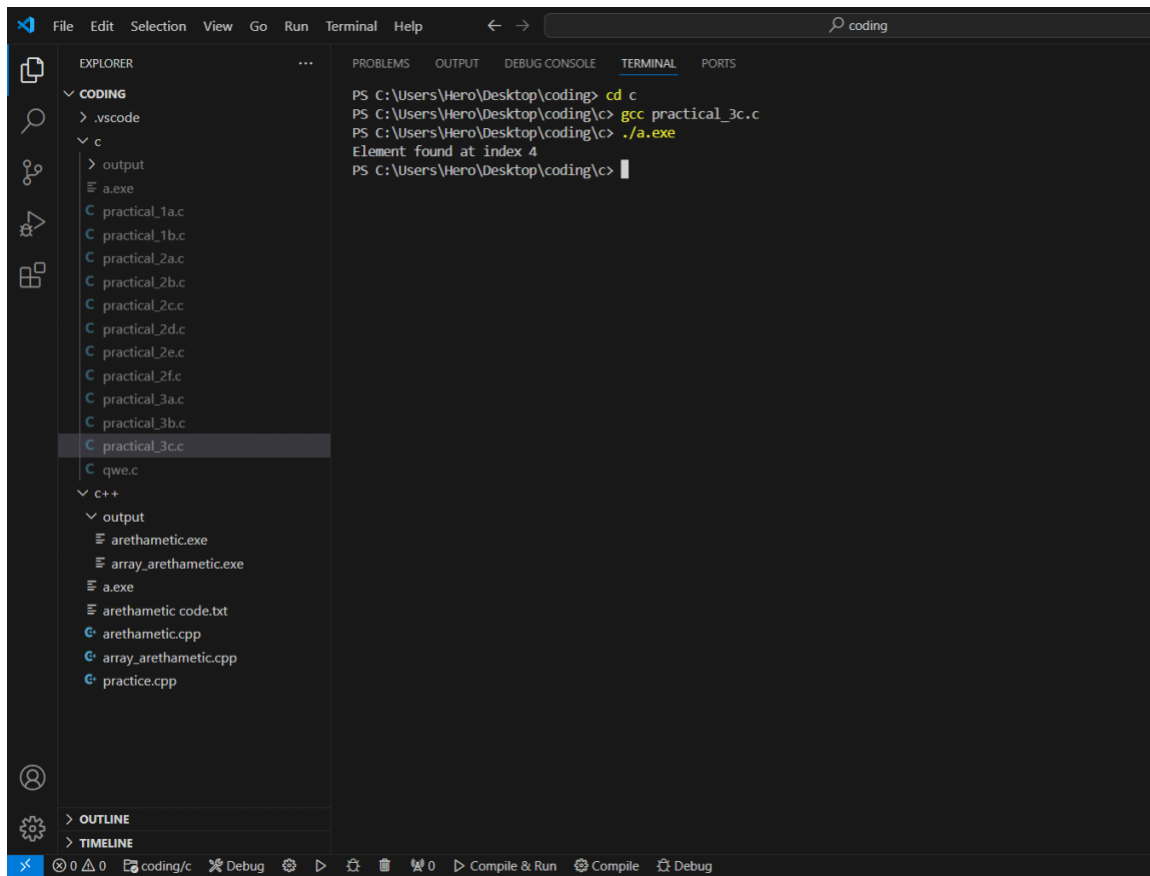 File Edit Selection View Go Run Terminal Help coding
EXPLORER
CODING
.vscode
c
output
a.exe
practical_1a.c
practical_1b.c
practical_2a.c
practical_2b.c
practical_2c.c
practical_2d.c
practical_2e.c
practical_2f.c
practical_3a.c
practical_3b.c
practical_3c.c
qwe.c
c++
output
arethametic.exe
array_arethametic.exe
a.exe
arethametic code.txt
arethametic.cpp
array_arethametic.cpp
practice.cpp
OUTLINE
TIMELINE
PROBLEMS OUTPUT DEBUG CONSOLE TERMINAL PORTS
PS C:\Users\Hero\Desktop\coding> cd c
PS C:\Users\Hero\Desktop\coding\c> gcc practical_3c.c
PS C:\Users\Hero\Desktop\coding\c> ./a.exe
Element found at index 4
PS C:\Users\Hero\Desktop\coding\c>
0 0 coding/c Debug 0 Compile & Run Compile Debug